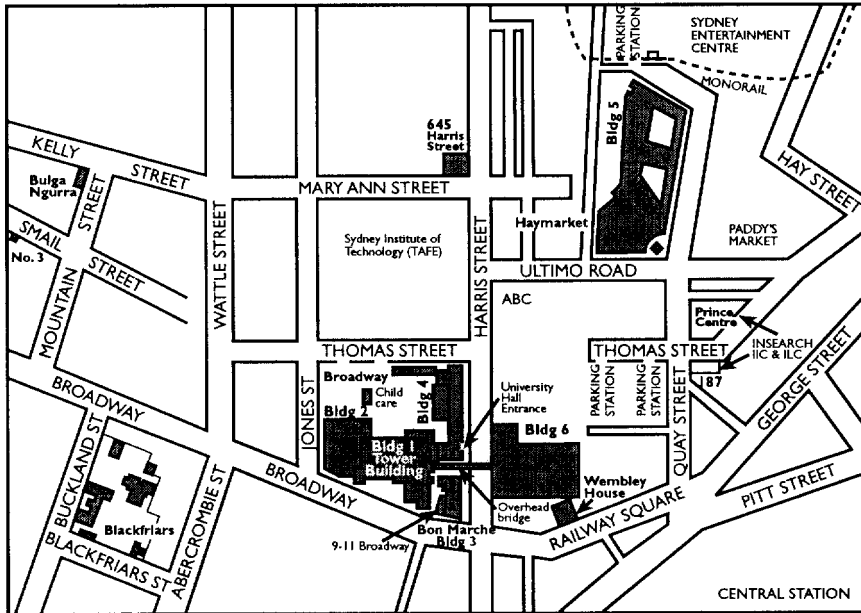 PARKING
STATION
SYDNEY
ENTERTAINMENT
CENTRE
MONORAIL
Bldg 5
645
Harris
Street
KELLY
STREET
Bulga
Ngurra
MARY ANN STREET
HAY STREET
SMAIL
STREET
No. 3
MOUNTAIN
STREET
WATTLE STREET
Sydney Institute of
Technology (TAFE)
HARRIS STREET
Haymarket
PADDY'S
MARKET
ULTIMO ROAD
ABC
Prince
Centre
INSEARCH
IIC & ILC
THOMAS STREET
THOMAS STREET
187
GEORGE STREET
BROADWAY
JONES ST
Broadway
Child
care
Bldg 4
Bldg 2
University
Hall
Entrance
PARKING
STATION
PARKING
STATION
QUAY STREET
Bldg 1
Tower
Building
Bldg 6
BUCKLAND ST
BROADWAY
Wembley
House
PITT STREET
Blackfriars
ABERCROMBIE ST
Overhead
bridge
RAILWAY SQUARE
9-11 Broadway
Bon Marche
Bldg 3
BLACKFRIARS ST
CENTRAL STATION